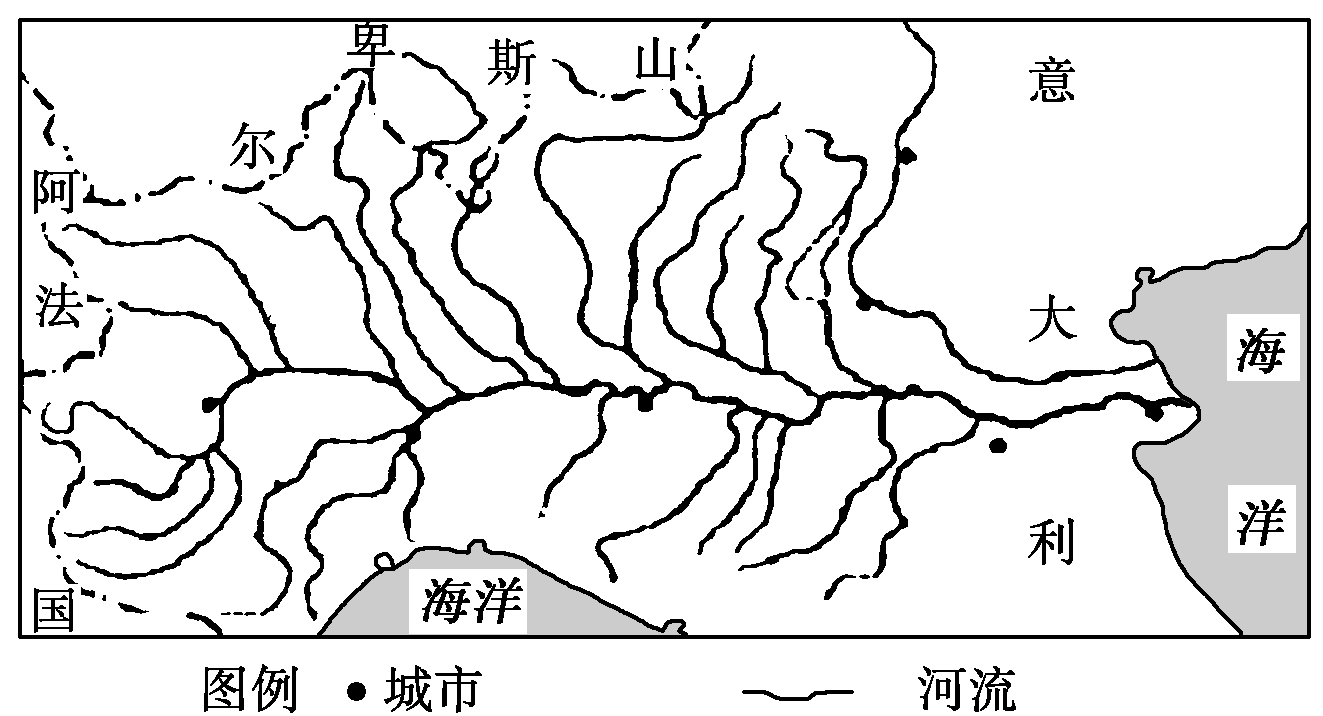 阿尔卑斯山
意大利
法国
海洋
海洋
图例 城市 河流